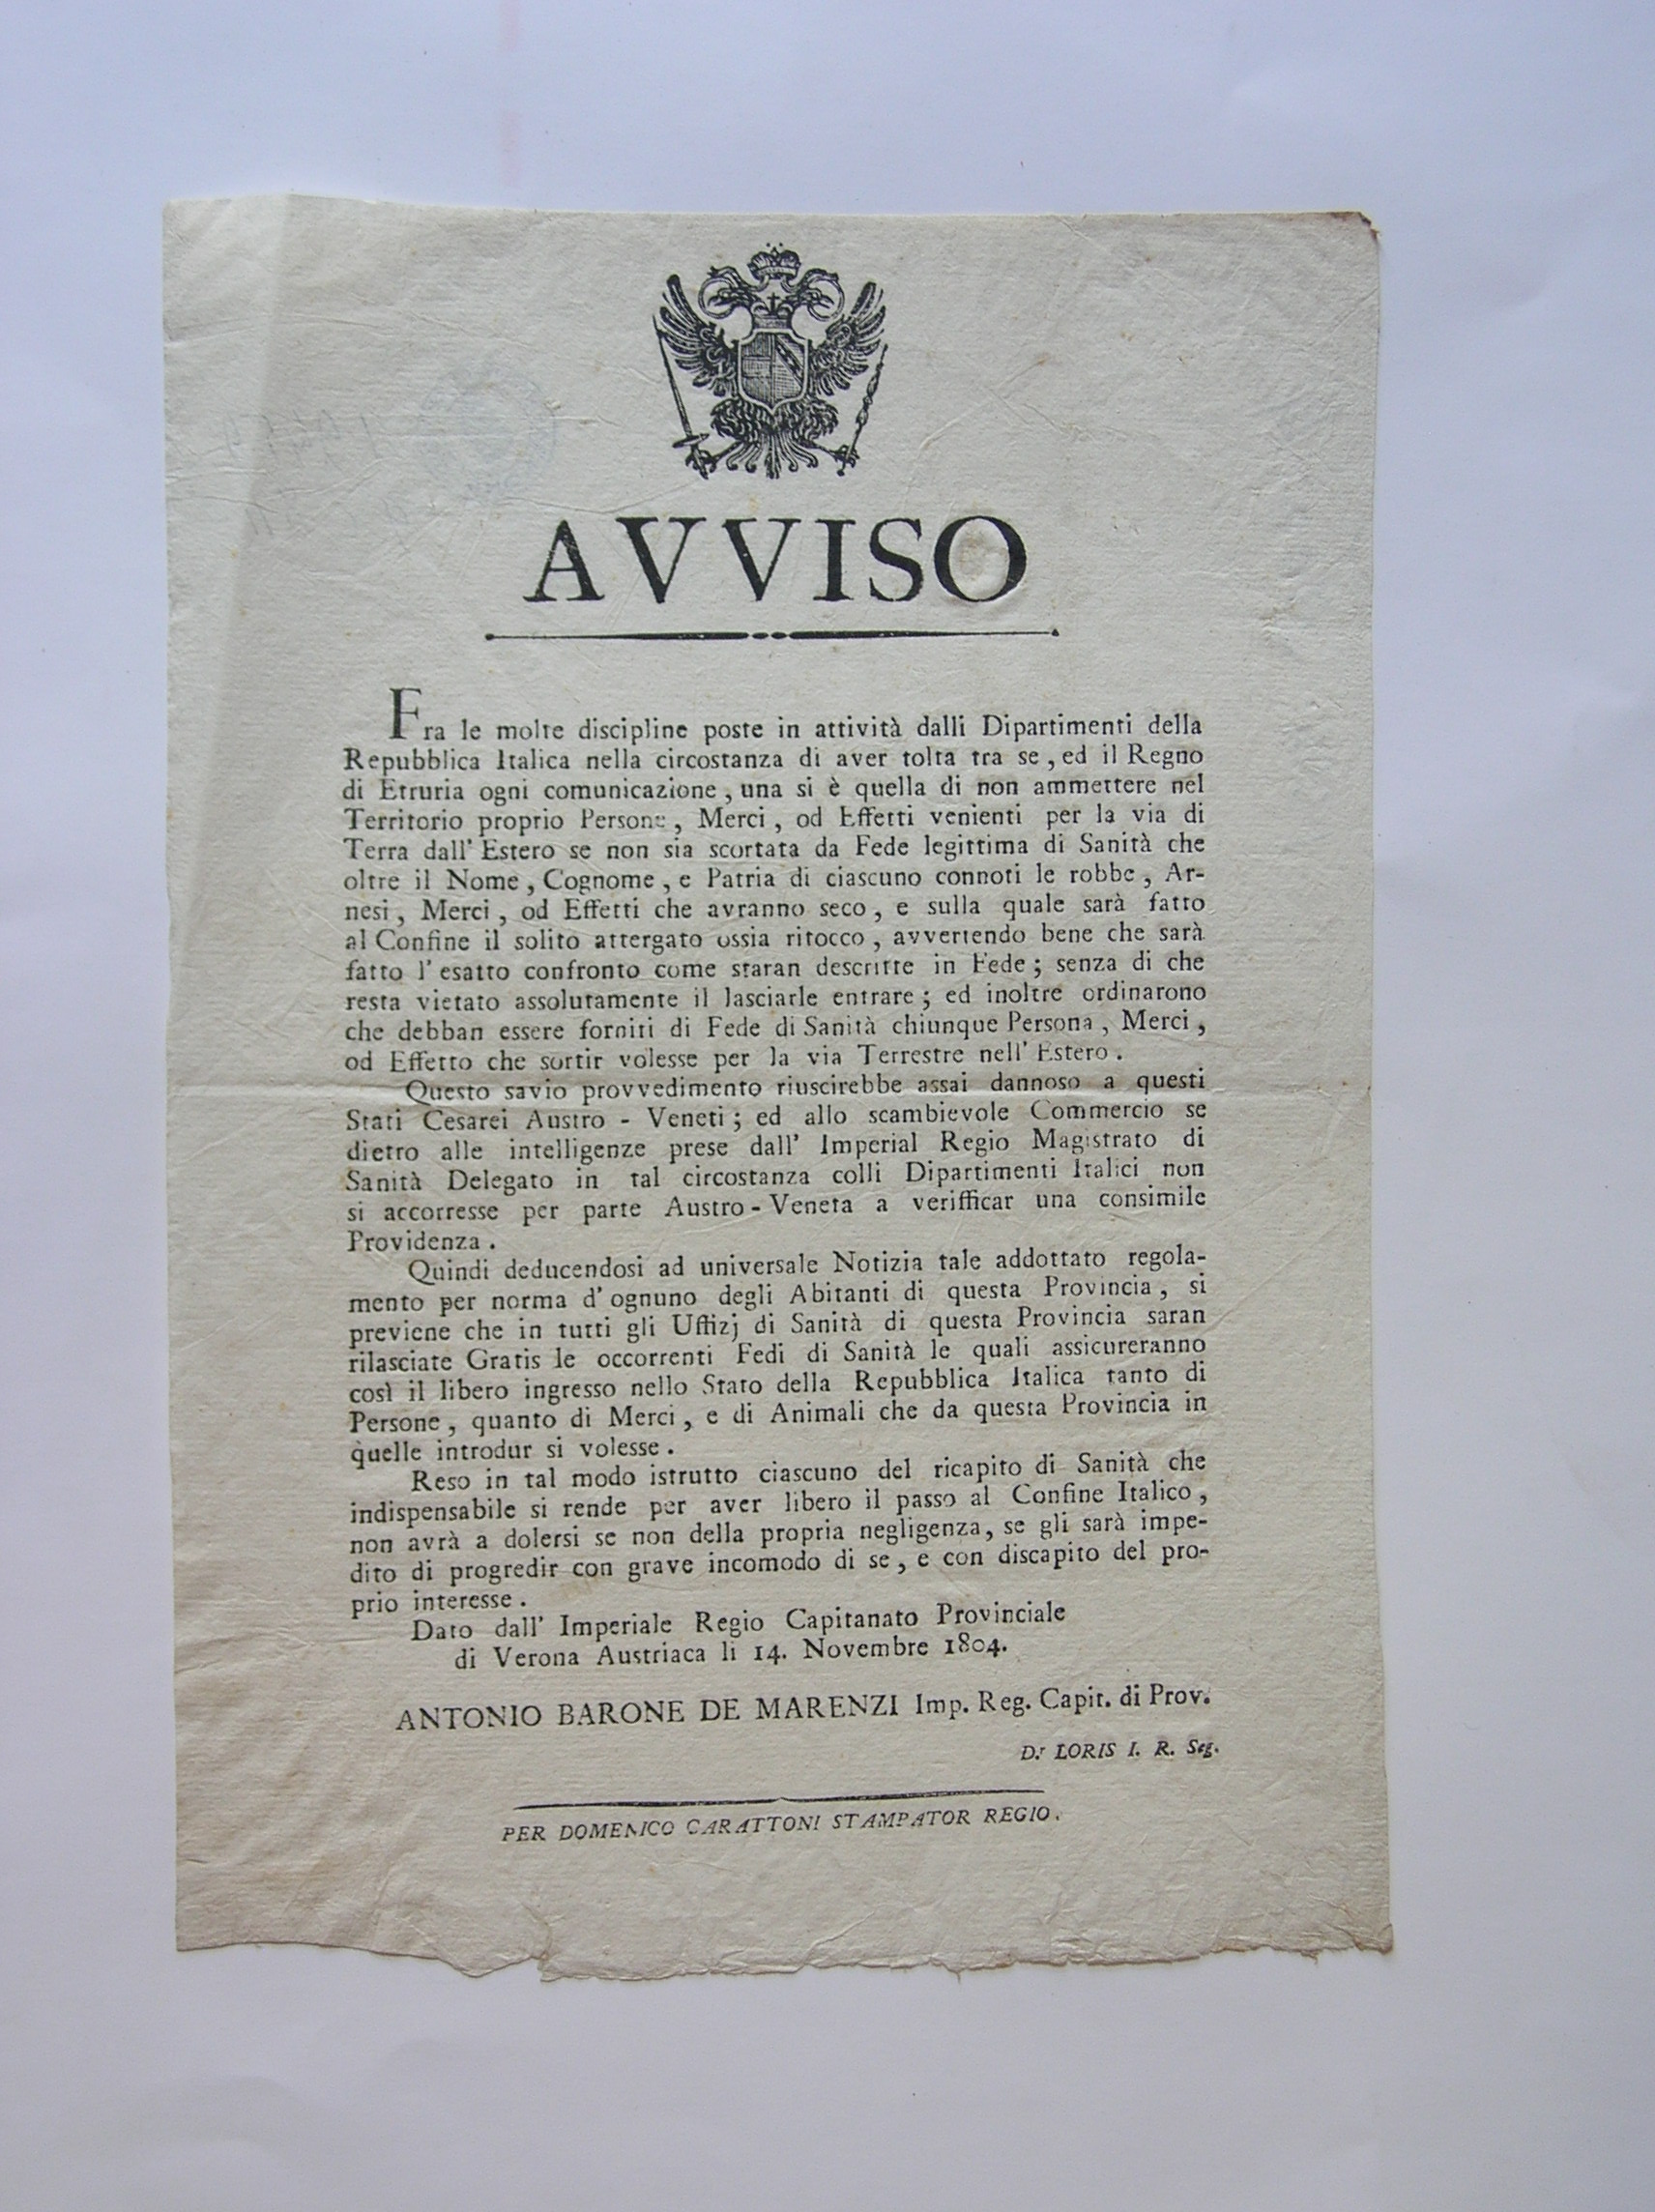 AVVISO
Fra le molte discipline poste in attività dalli Dipartimenti della
Repubblica Italica nella circostanza di aver tolta tra se, ed il Regno
di Etruria ogni comunicazione, una si è quella di non ammettere nel
Territorio proprio Persone, Merci, od Effetti venienti per la via di
Terra dall' Estero se non sia scortata da Fede legittima di Sanità che
oltre il Nome, Cognome, e Patria di ciascuno connoti le robbe, Ar-
nesi, Merci, od Effetti che avranno seco, e sulla quale sarà fatto
al Confine il solito attergato ossia ritocco, avvertendo bene che sarà
fatto l'esatto confronto come staran descritte in Fede; senza di che
resta vietato assolutamente il lasciarle entrare; ed inoltre ordinarono
che debban essere forniti di Fede di Sanità chiunque Persona, Merci,
od Effetto che sortir volesse per la via Terrestre nell' Estero.
Questo savio provvedimento riuscirebbe assai dannoso a questi
Stati Cesarei Austro - Veneti; ed allo scambievole Commercio se
dietro alle intelligenze prese dall' Imperial Regio Magistrato di
Sanità Delegato in tal circostanza colli Dipartimenti Italici non
si accorresse per parte Austro - Veneta a verifficar una consimile
Providenza.
Quindi deducendosi ad universale Notizia tale addottato regola-
mento per norma d'ognuno degli Abitanti di questa Provincia, si
previene che in tutti gli Uffizj di Sanità di questa Provincia saran
rilasciate Gratis le occorrenti Fedi di Sanità le quali assicureranno
così il libero ingresso nello Stato della Repubblica Italica tanto di
Persone, quanto di Merci, e di Animali che da questa Provincia in
quelle introdur si volesse.
Reso in tal modo istrutto ciascuno del ricapito di Sanità che
indispensabile si rende per aver libero il passo al Confine Italico,
non avrà a dolersi se non della propria negligenza, se gli sarà impe-
dito di progredir con grave incomodo di se, e con discapito del pro-
prio interesse.
Dato dall' Imperiale Regio Capitanato Provinciale
di Verona Austriaca li 14. Novembre 1804.
ANTONIO BARONE DE MARENZI Imp. Reg. Capit. di Prov.
D.r LORIS I. R. Seg.
PER DOMENICO CARATTONI STAMPATOR REGIO.